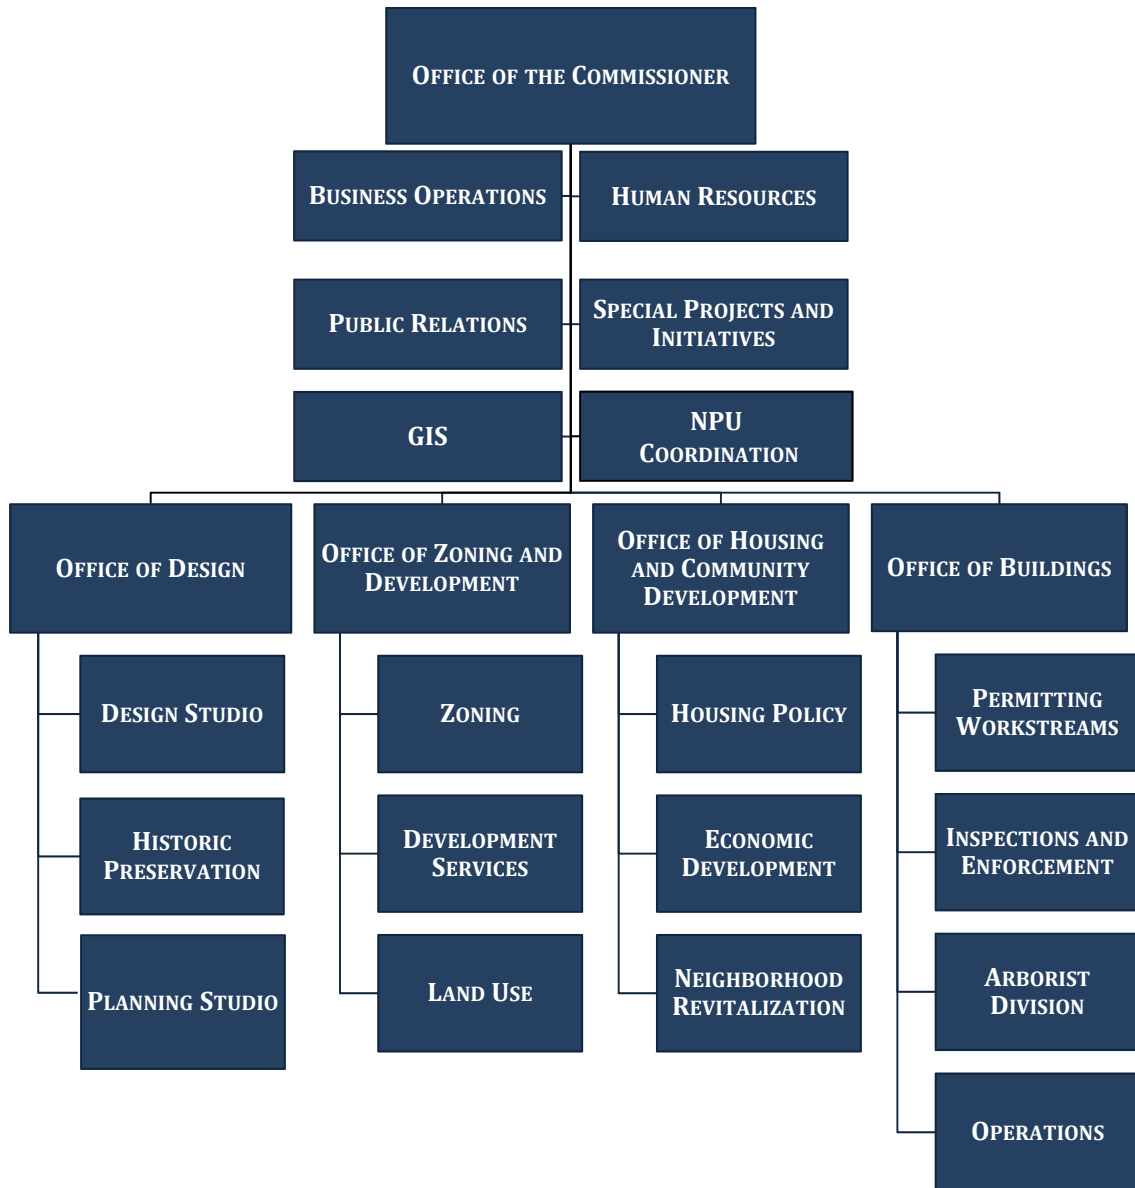 OFFICE OF THE COMMISSIONER
BUSINESS OPERATIONS
HUMAN RESOURCES
PUBLIC RELATIONS
SPECIAL PROJECTS AND
INITIATIVES
GIS
NPU
COORDINATION
OFFICE OF DESIGN
OFFICE OF ZONING AND
DEVELOPMENT
OFFICE OF HOUSING
AND COMMUNITY
DEVELOPMENT
OFFICE OF BUILDINGS
DESIGN STUDIO
HISTORIC
PRESERVATION
PLANNING STUDIO
ZONING
DEVELOPMENT
SERVICES
LAND USE
HOUSING POLICY
ECONOMIC
DEVELOPMENT
NEIGHBORHOOD
REVITALIZATION
PERMITTING
WORKSTREAMS
INSPECTIONS AND
ENFORCEMENT
ARBORIST
DIVISION
OPERATIONS